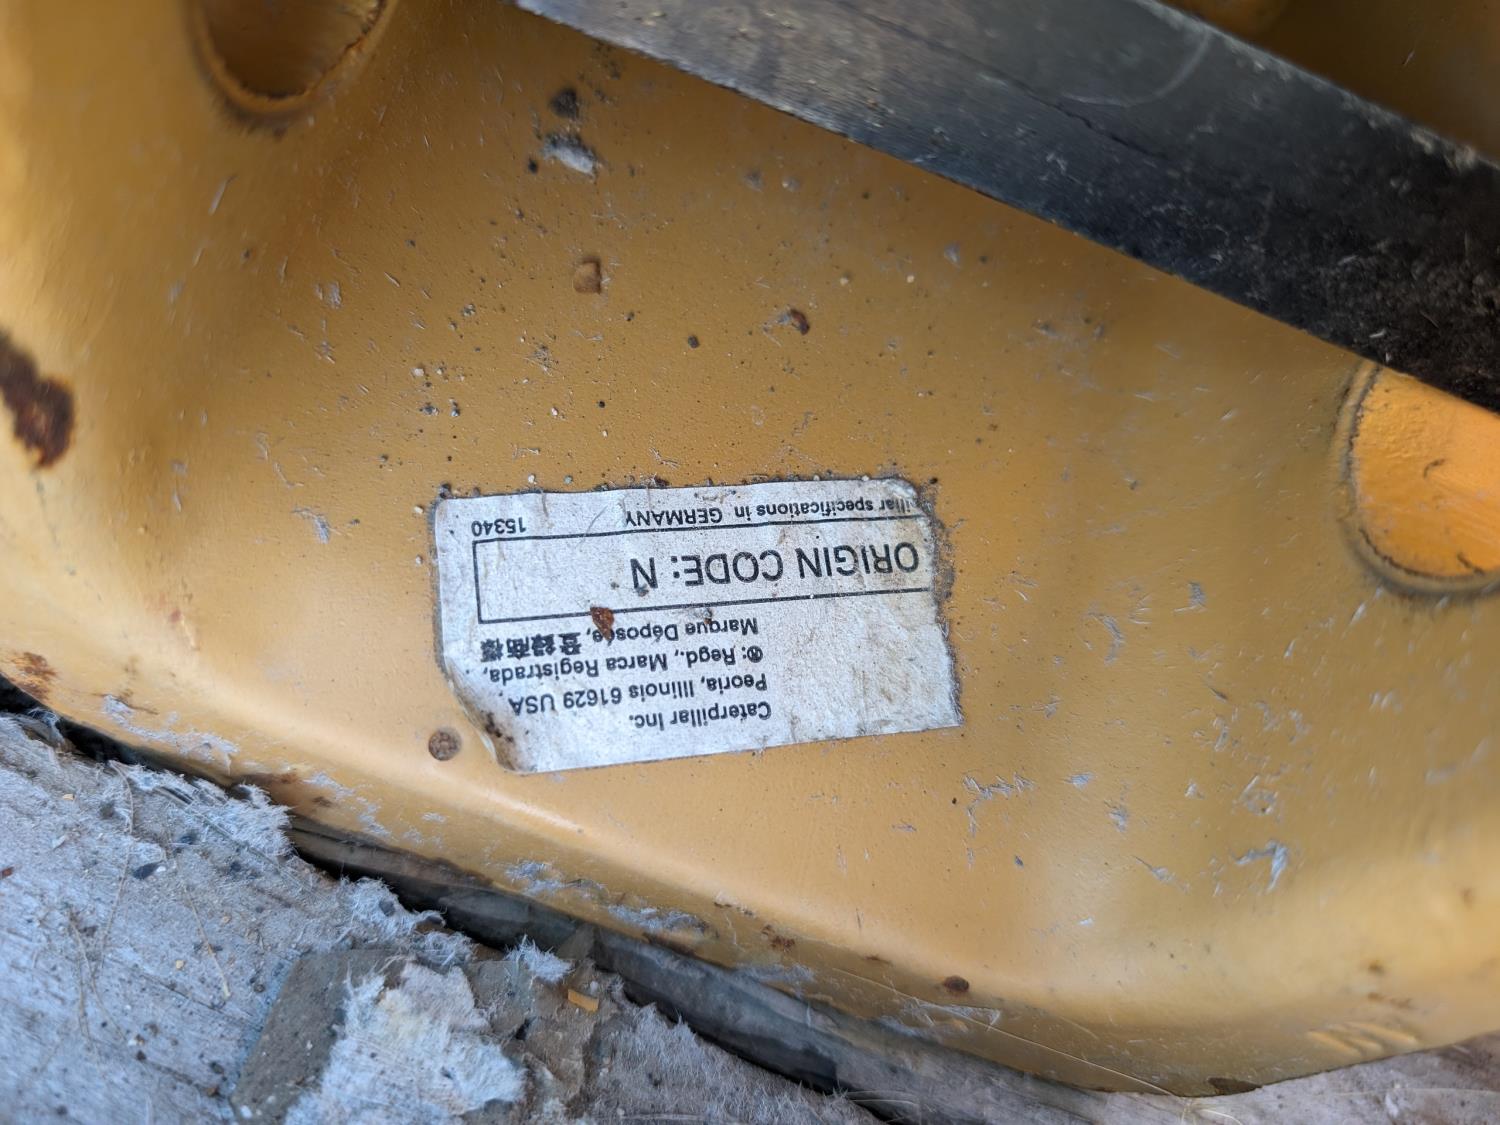 Caterpillar Inc.
Peoria, Illinois 61629 USA,
®: Regd., Marca Registrada,
Marque Déposée, 登録商標
ORIGIN CODE: N
specifications in GERMANY 15340